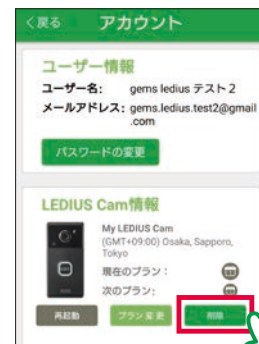 <戻る アカウント
ユーザー情報
ユーザー名: gems ledius テスト2
メールアドレス: gems.ledius.test2@gmail
.com
パスワードの変更
LEDIUS Cam情報
My LEDIUS Cam
(GMT+09:00) Osaka, Sapporo,
Tokyo
現在のプラン:
次のプラン:
再起動 プラン変更 削除